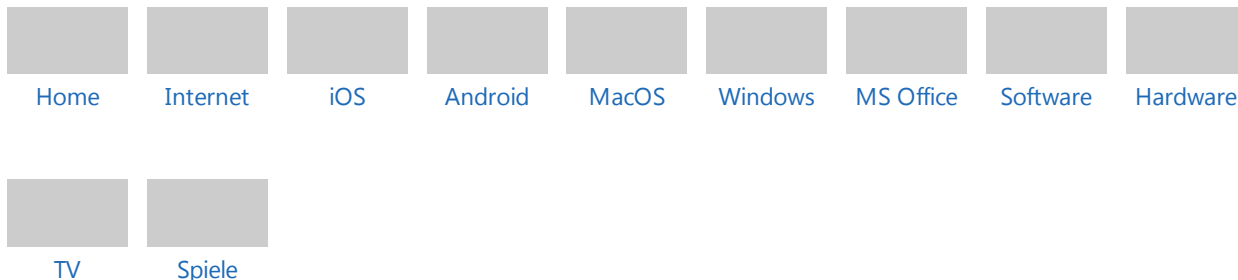 Home Internet iOS Android MacOS Windows MS Office Software Hardware
TV Spiele